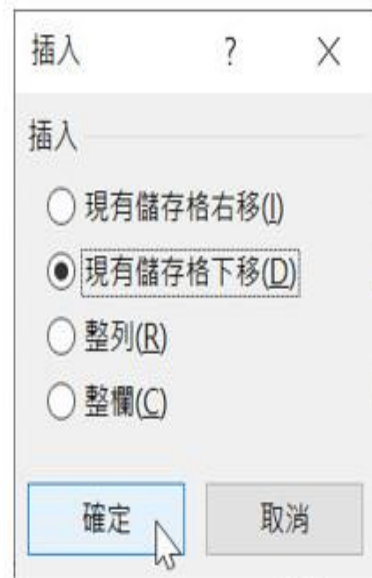 插入 ? ×
插入
現有儲存格右移(I)
現有儲存格下移(D)
整列(R)
整欄(C)
確定 取消